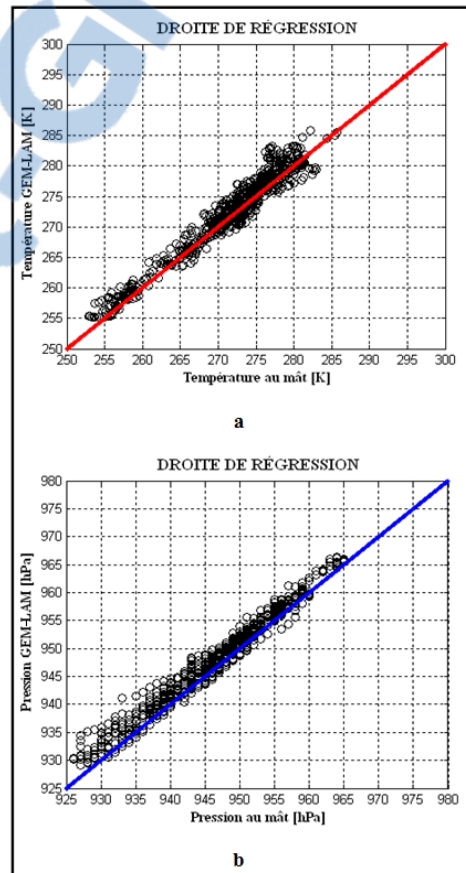 DROITE DE RÉGRESSION
300
295
290
285
280
275
270
265
260
255
250
Température GEM-LAM [K]
250 255 260 265 270 275 280 285 290 295 300
Température au mât [K]
a
DROITE DE RÉGRESSION
980
975
970
965
960
955
950
945
940
935
930
925
Pression GEM-LAM [hPa]
925 930 935 940 945 950 955 960 965 970 975 980
Pression au mât [hPa]
b